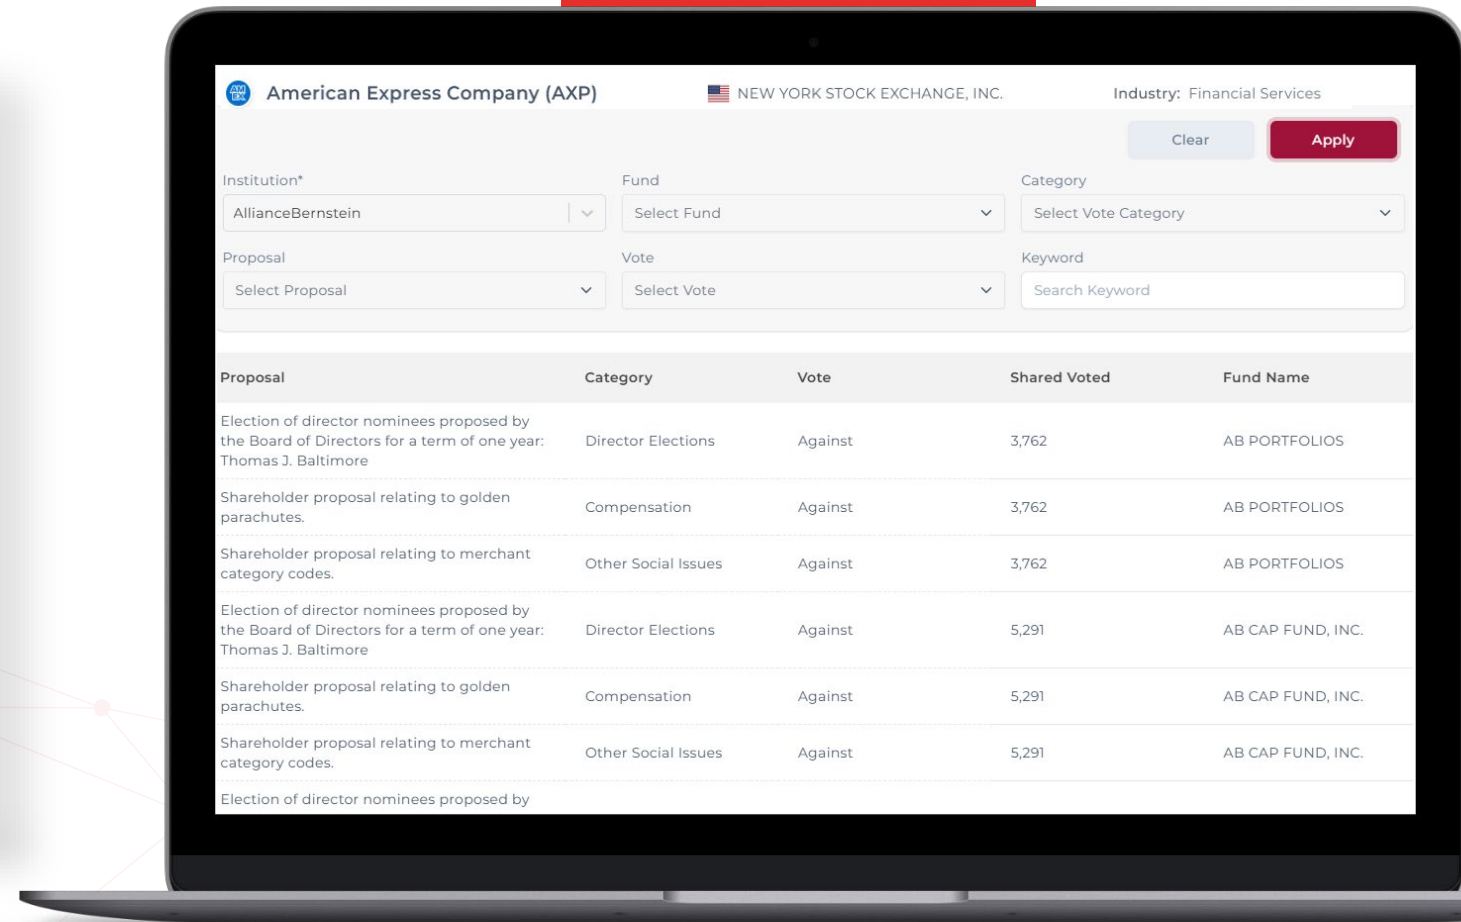 AM
EX
American Express Company (AXP)
NEW YORK STOCK EXCHANGE, INC.
Industry: Financial Services
Clear
Apply
Institution*
Fund
Category
AllianceBernstein
Select Fund
Select Vote Category
Proposal
Vote
Keyword
Select Proposal
Select Vote
Search Keyword
Proposal
Category
Vote
Shared Voted
Fund Name
Election of director nominees proposed by
the Board of Directors for a term of one year:
Thomas J. Baltimore
Director Elections
Against
3,762
AB PORTFOLIOS
Shareholder proposal relating to golden
parachutes.
Compensation
Against
3,762
AB PORTFOLIOS
Shareholder proposal relating to merchant
category codes.
Other Social Issues
Against
3,762
AB PORTFOLIOS
Election of director nominees proposed by
the Board of Directors for a term of one year:
Thomas J. Baltimore
Director Elections
Against
5,291
AB CAP FUND, INC.
Shareholder proposal relating to golden
parachutes.
Compensation
Against
5,291
AB CAP FUND, INC.
Shareholder proposal relating to merchant
category codes.
Other Social Issues
Against
5,291
AB CAP FUND, INC.
Election of director nominees proposed by